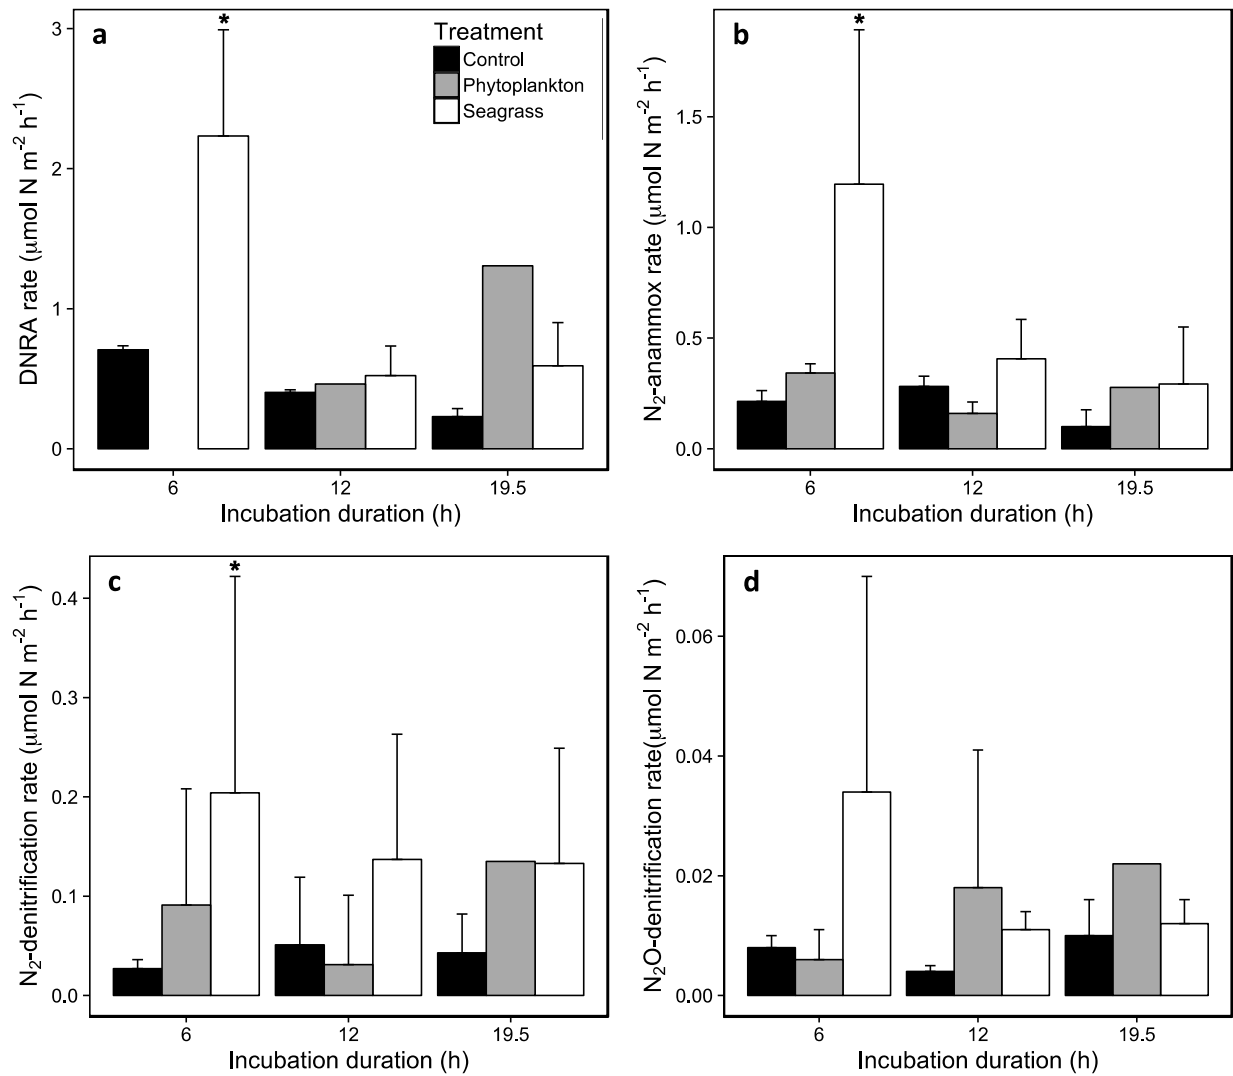 a
*
Treatment
Control
Phytoplankton
Seagrass
DNRA rate (μmol N m⁻² h⁻¹)
3
2
1
0
6 12 19.5
Incubation duration (h)
b
*
N₂-anammox rate (μmol N m⁻² h⁻¹)
1.5
1.0
0.5
0.0
6 12 19.5
Incubation duration (h)
c
*
N₂-denitrification rate (μmol N m⁻² h⁻¹)
0.4
0.3
0.2
0.1
0.0
6 12 19.5
Incubation duration (h)
d
N₂O-denitrification rate(μmol N m⁻² h⁻¹)
0.06
0.04
0.02
0.00
6 12 19.5
Incubation duration (h)